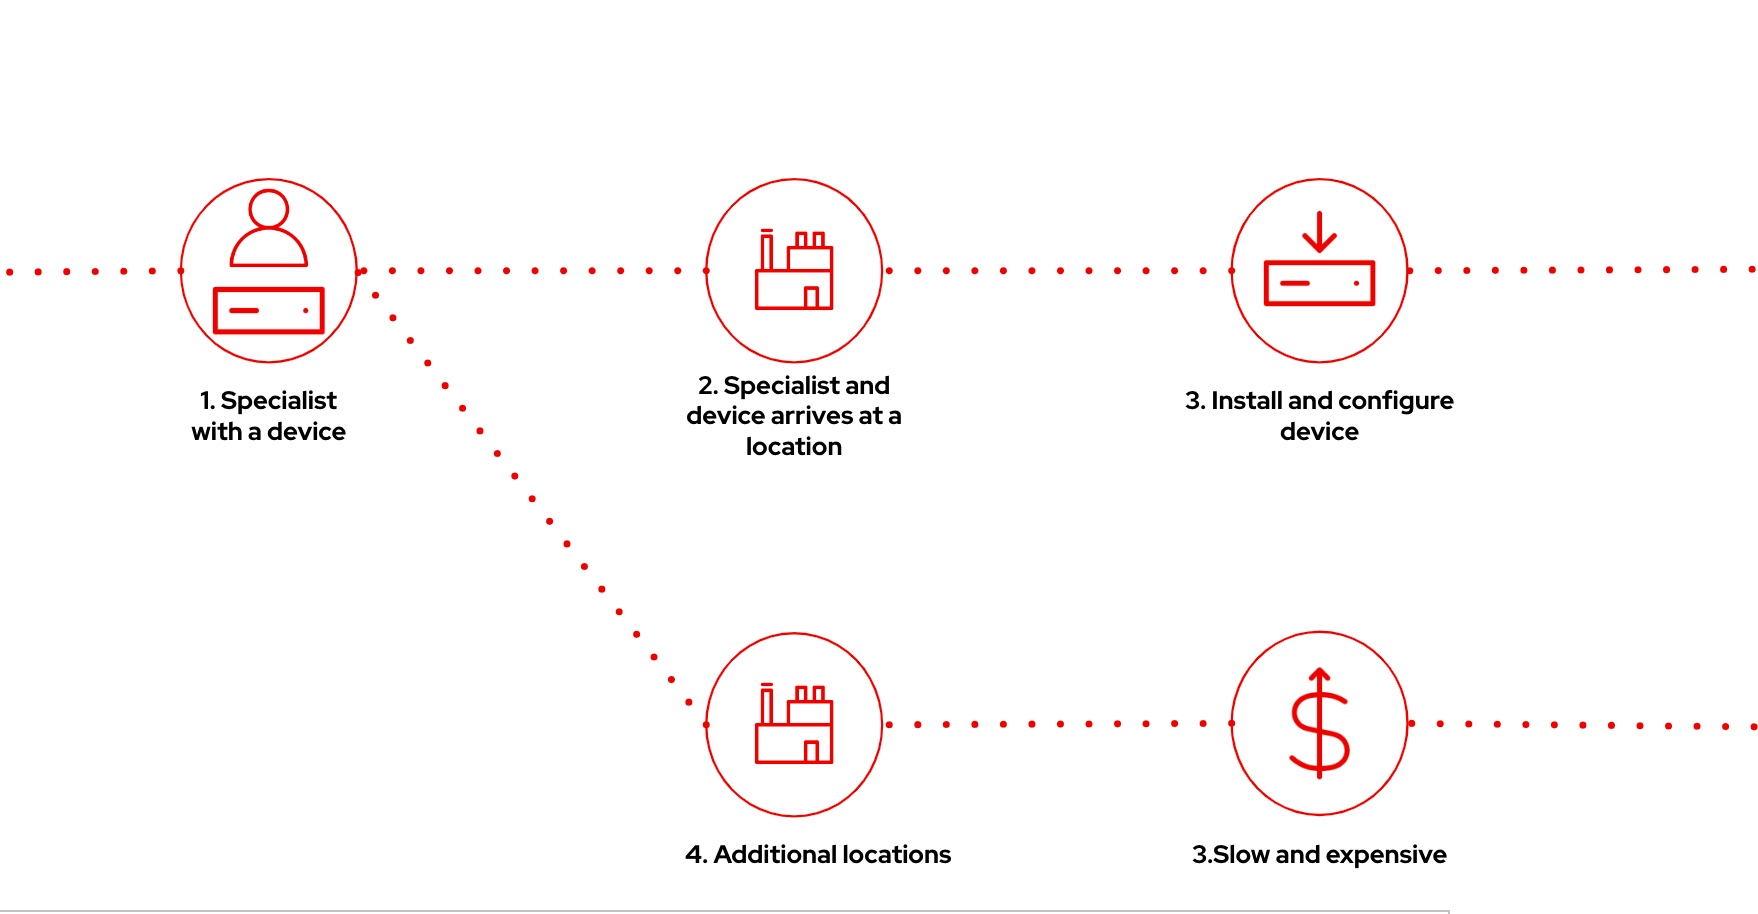 1. Specialist
with a device
2. Specialist and
device arrives at a
location
3. Install and configure
device
4. Additional locations
3.Slow and expensive